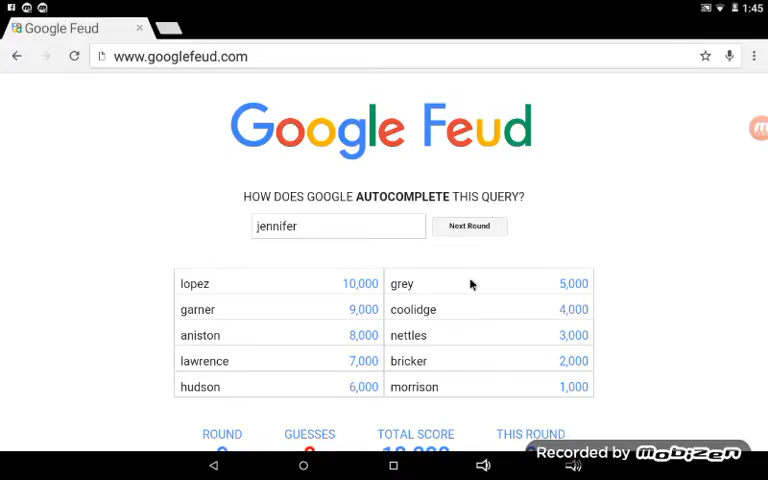 1:45
Google Feud
www.googlefeud.com
Google Feud
HOW DOES GOOGLE AUTOCOMPLETE THIS QUERY?
jennifer Next Round
lopez 10,000 grey 5,000
garner 9,000 coolidge 4,000
aniston 8,000 nettles 3,000
lawrence 7,000 bricker 2,000
hudson 6,000 morrison 1,000
ROUND GUESSES TOTAL SCORE THIS ROUND
Recorded by mobizen